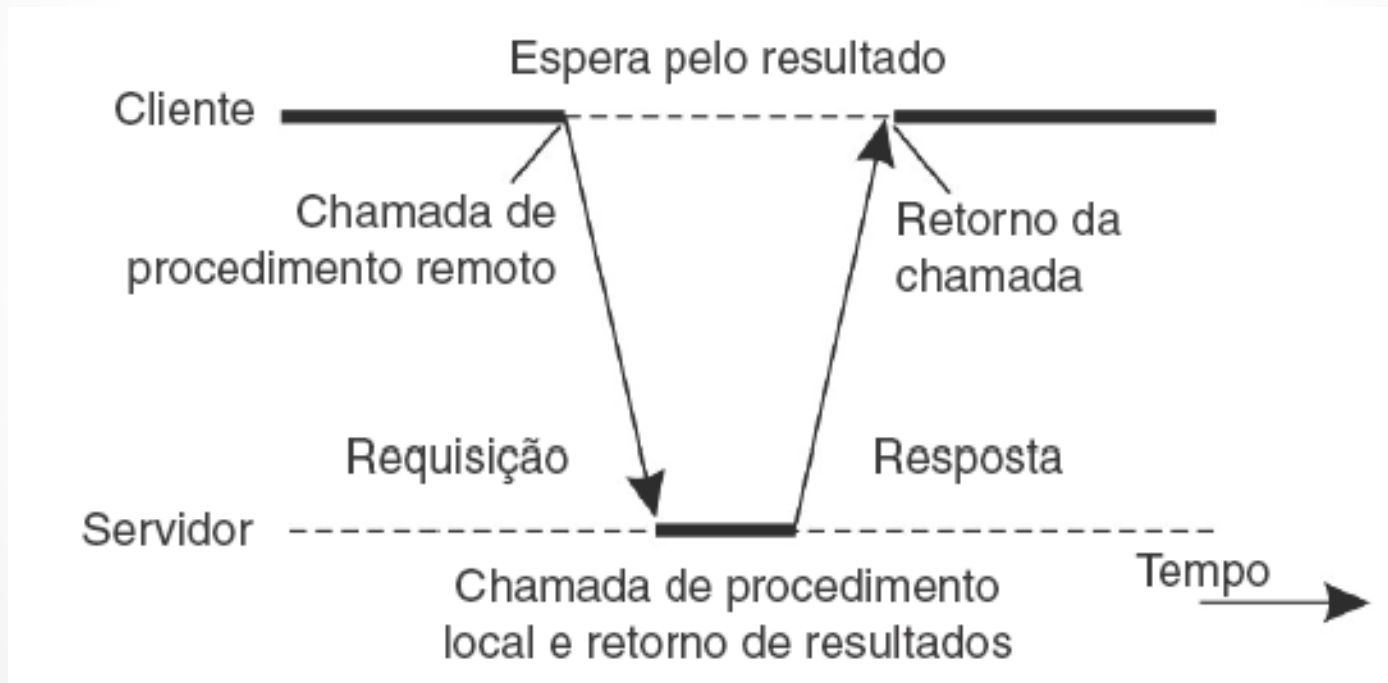 Espera pelo resultado
Cliente
Chamada de
procedimento remoto
Retorno da
chamada
Requisição
Resposta
Servidor
Tempo
Chamada de procedimento
local e retorno de resultados